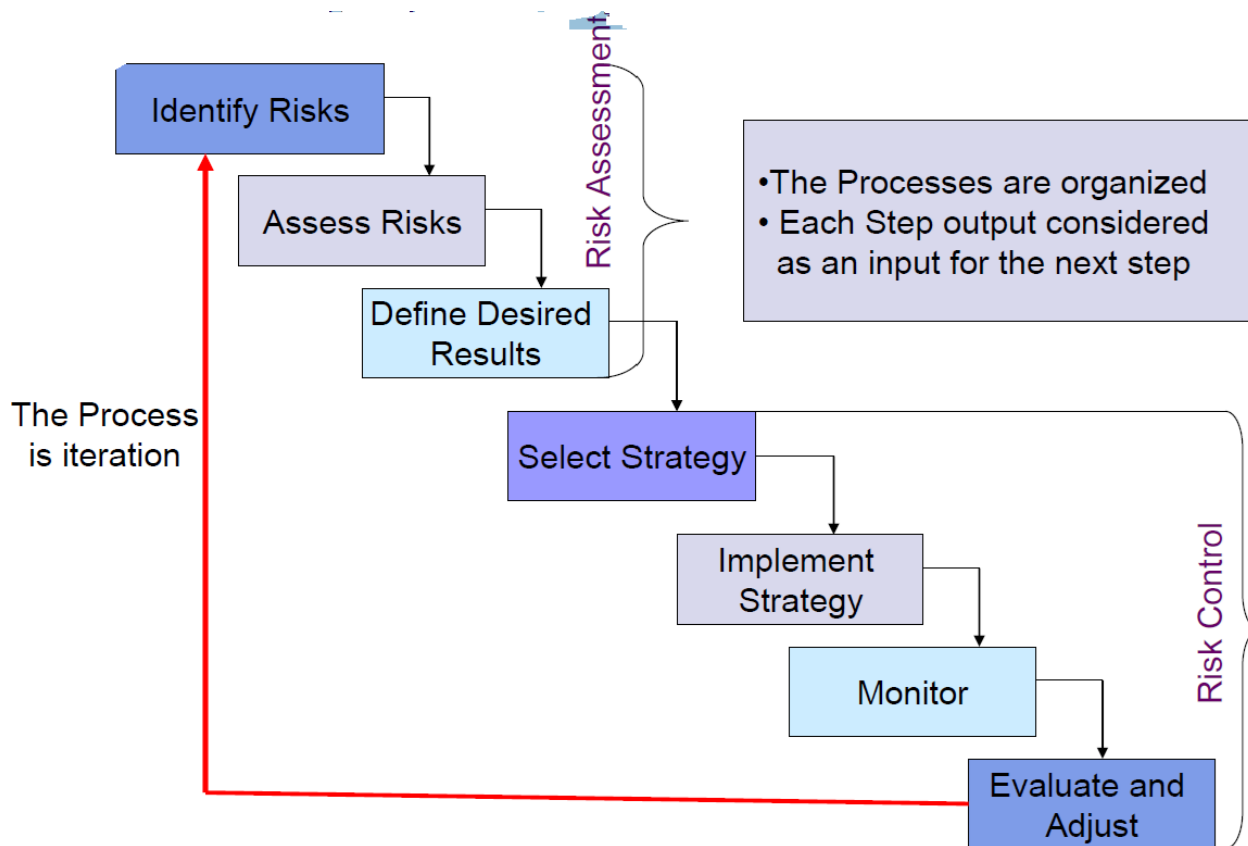 Identify Risks
Assess Risks
Define Desired
Results
Risk Assessment
•The Processes are organized
• Each Step output considered
as an input for the next step
The Process
is iteration
Select Strategy
Implement
Strategy
Monitor
Evaluate and
Adjust
Risk Control